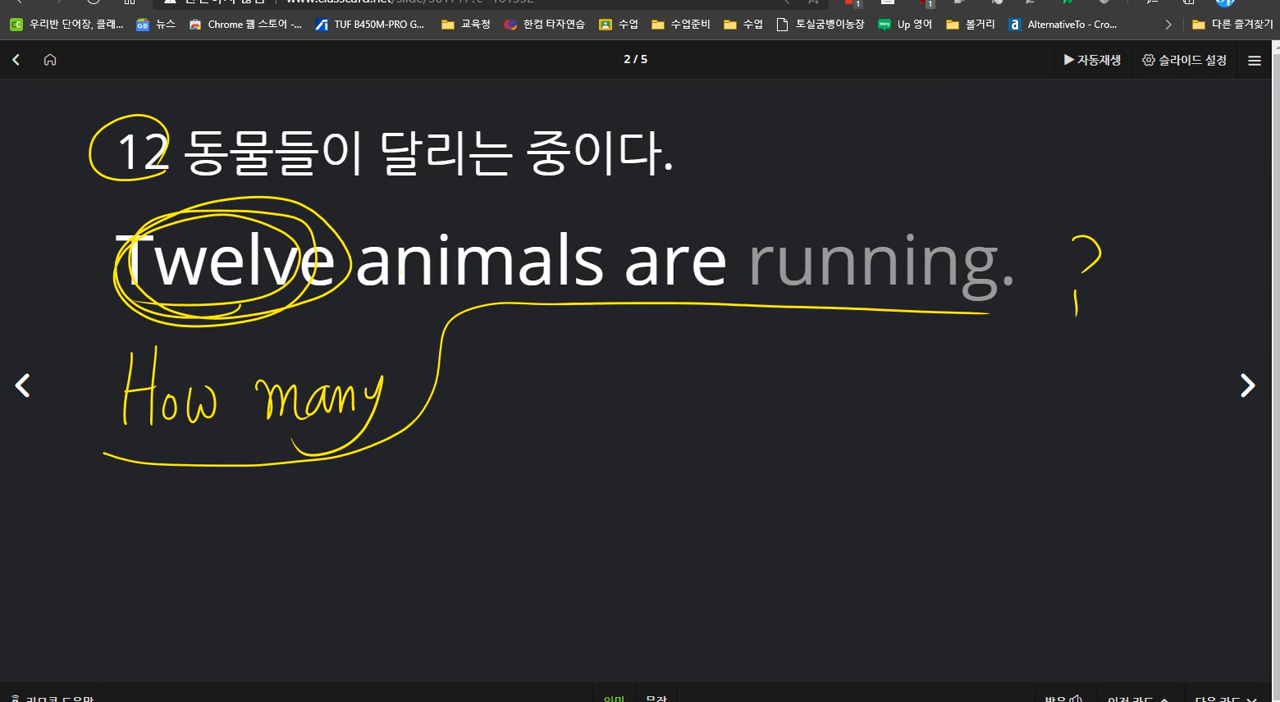 우리반 단어장, 클래... 뉴스 Chrome 웹 스토어 -... TUF B450M-PRO G... 교육청 한컴 타자연습 수업 수업준비 수업 토실굼벵이농장 Up 영어 볼거리 AlternativeTo - Cro... 다른 즐겨찾기
2 / 5 자동재생 슬라이드 설정
12 동물들이 달리는 중이다.
Twelve animals are running. ?
How many